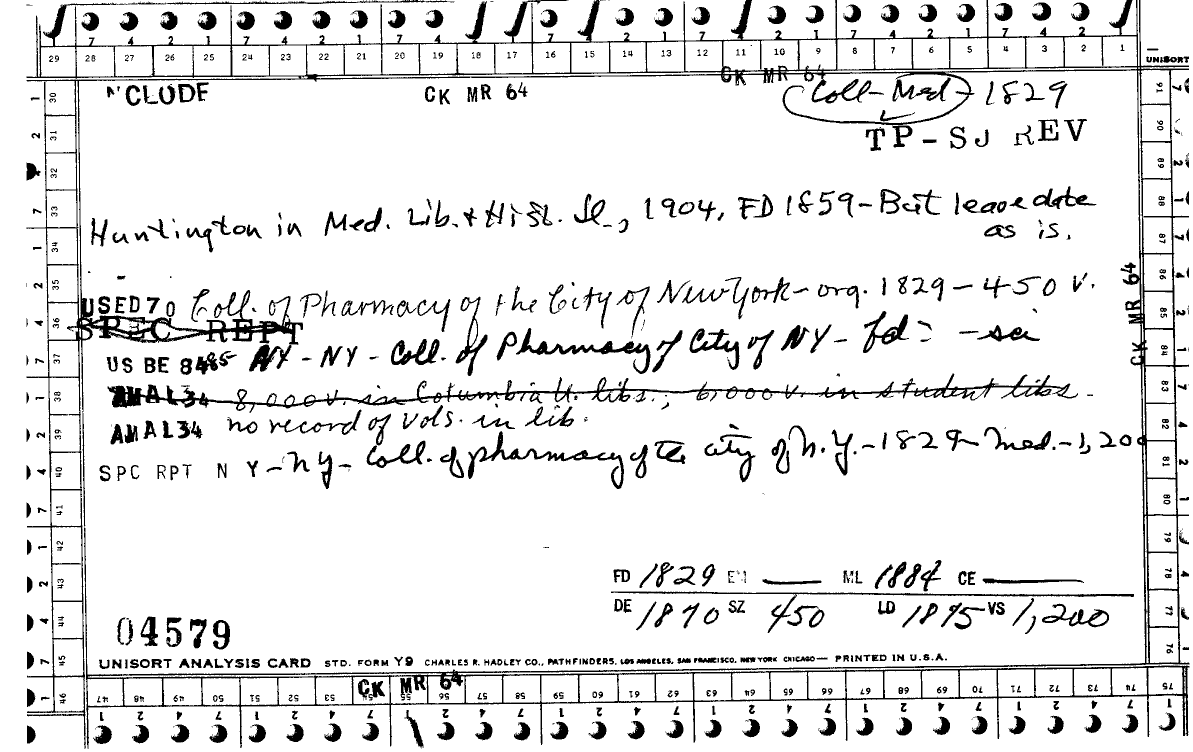 7 4 2 1 7 4 2 1 7 4 2 1 7 4 2 1 7 4 2 1
29 28 27 26 25 24 23 22 21 20 19 18 17 16 15 14 13 12 11 10 9 8 7 6 5 4 3 2 1
UNISORT
CK MR 64
NCLUDE CK MR 64 Coll-Med-1829
TP-SJ REV
Huntington in Med. Lib. & Hist. Jl., 1904, FD 1859-But leave date
as is.
USED70 Coll. of Pharmacy of the City of New York-org. 1829-450 v.
SPEC REPT
US BE 8485 NY-NY-Coll. of Pharmacy of City of NY-fd: -sci
AMAL34 8,000 v. in Columbia U. libs.; 6,000 v. in student libs.
AMAL34 no record of vols. in lib.
SPC RPT N Y-NY-Coll. of pharmacy of the city of N.Y.-1829-Med.-1,200
CK MR 64
FD 1829 EM ___ ML 1884 CE ___
DE 1870 SZ 450 LD 1875 VS 1,200
04579
UNISORT ANALYSIS CARD STD. FORM Y9 CHARLES R. HADLEY CO., PATHFINDERS, LOS ANGELES, SAN FRANCISCO, NEW YORK CHICAGO— PRINTED IN U.S.A.
CK MR 64